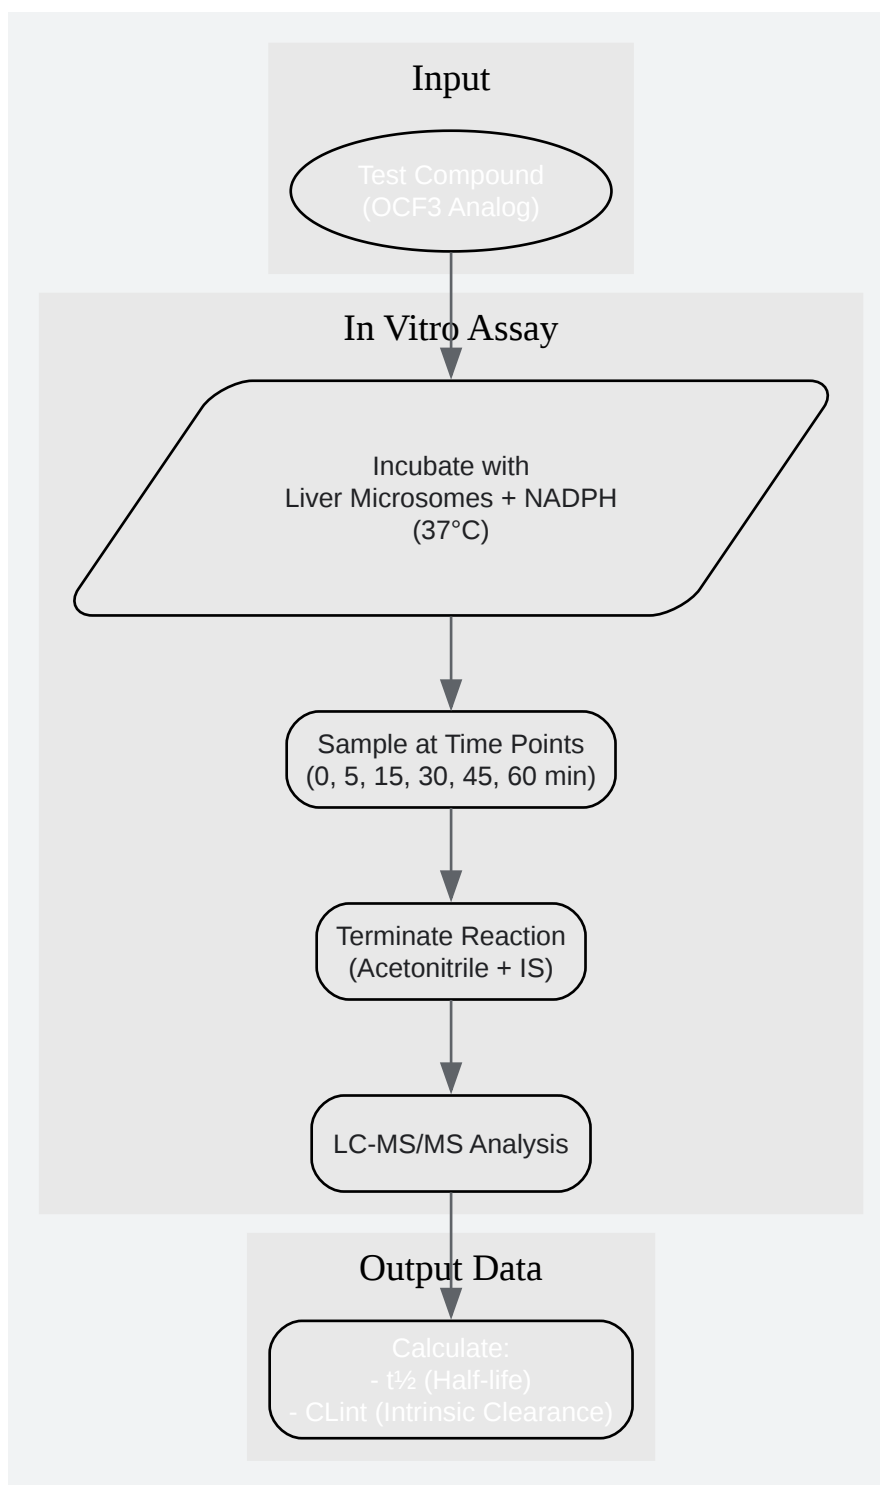 Input
Test Compound
(OCF3 Analog)
In Vitro Assay
Incubate with
Liver Microsomes + NADPH
(37°C)
Sample at Time Points
(0, 5, 15, 30, 45, 60 min)
Terminate Reaction
(Acetonitrile + IS)
LC-MS/MS Analysis
Output Data
Calculate:
- t½ (Half-life)
- CLint (Intrinsic Clearance)